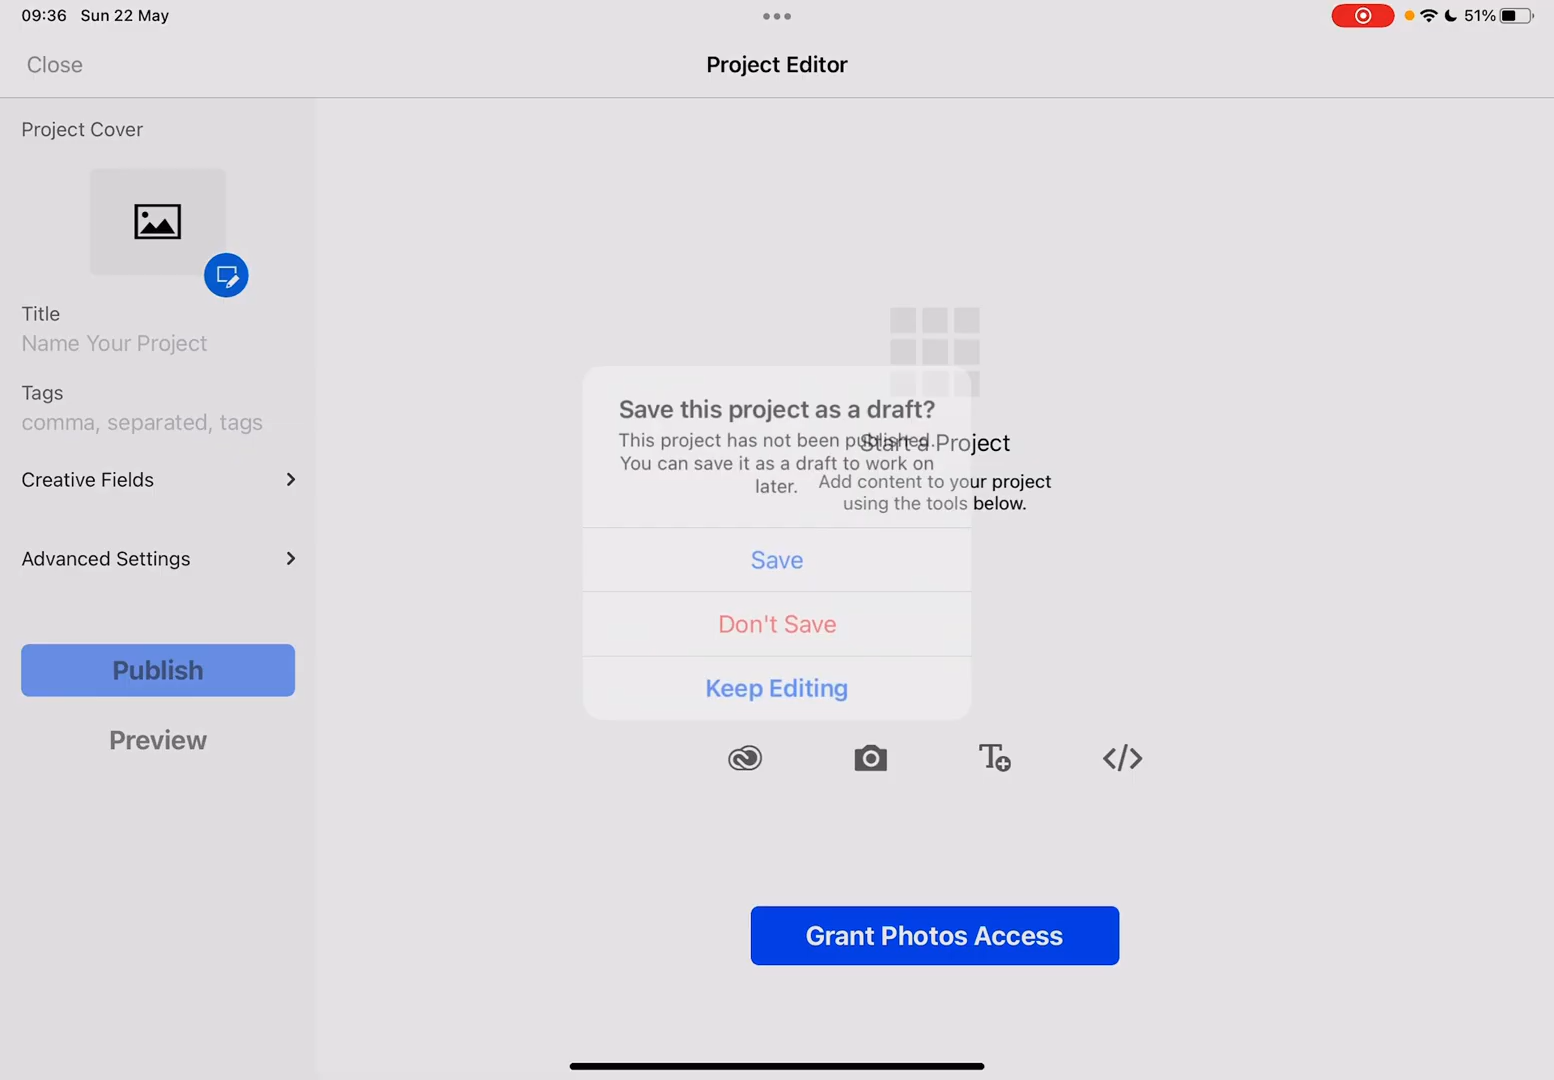 09:36 Sun 22 May
51%
Close
Project Editor
Project Cover
Title
Name Your Project
Tags
comma, separated, tags
Creative Fields
Advanced Settings
Publish
Preview
Save this project as a draft?
This project has not been published.
You can save it as a draft to work on
later.
Save
Don't Save
Keep Editing
Start a Project
Add content to your project
using the tools below.
Grant Photos Access